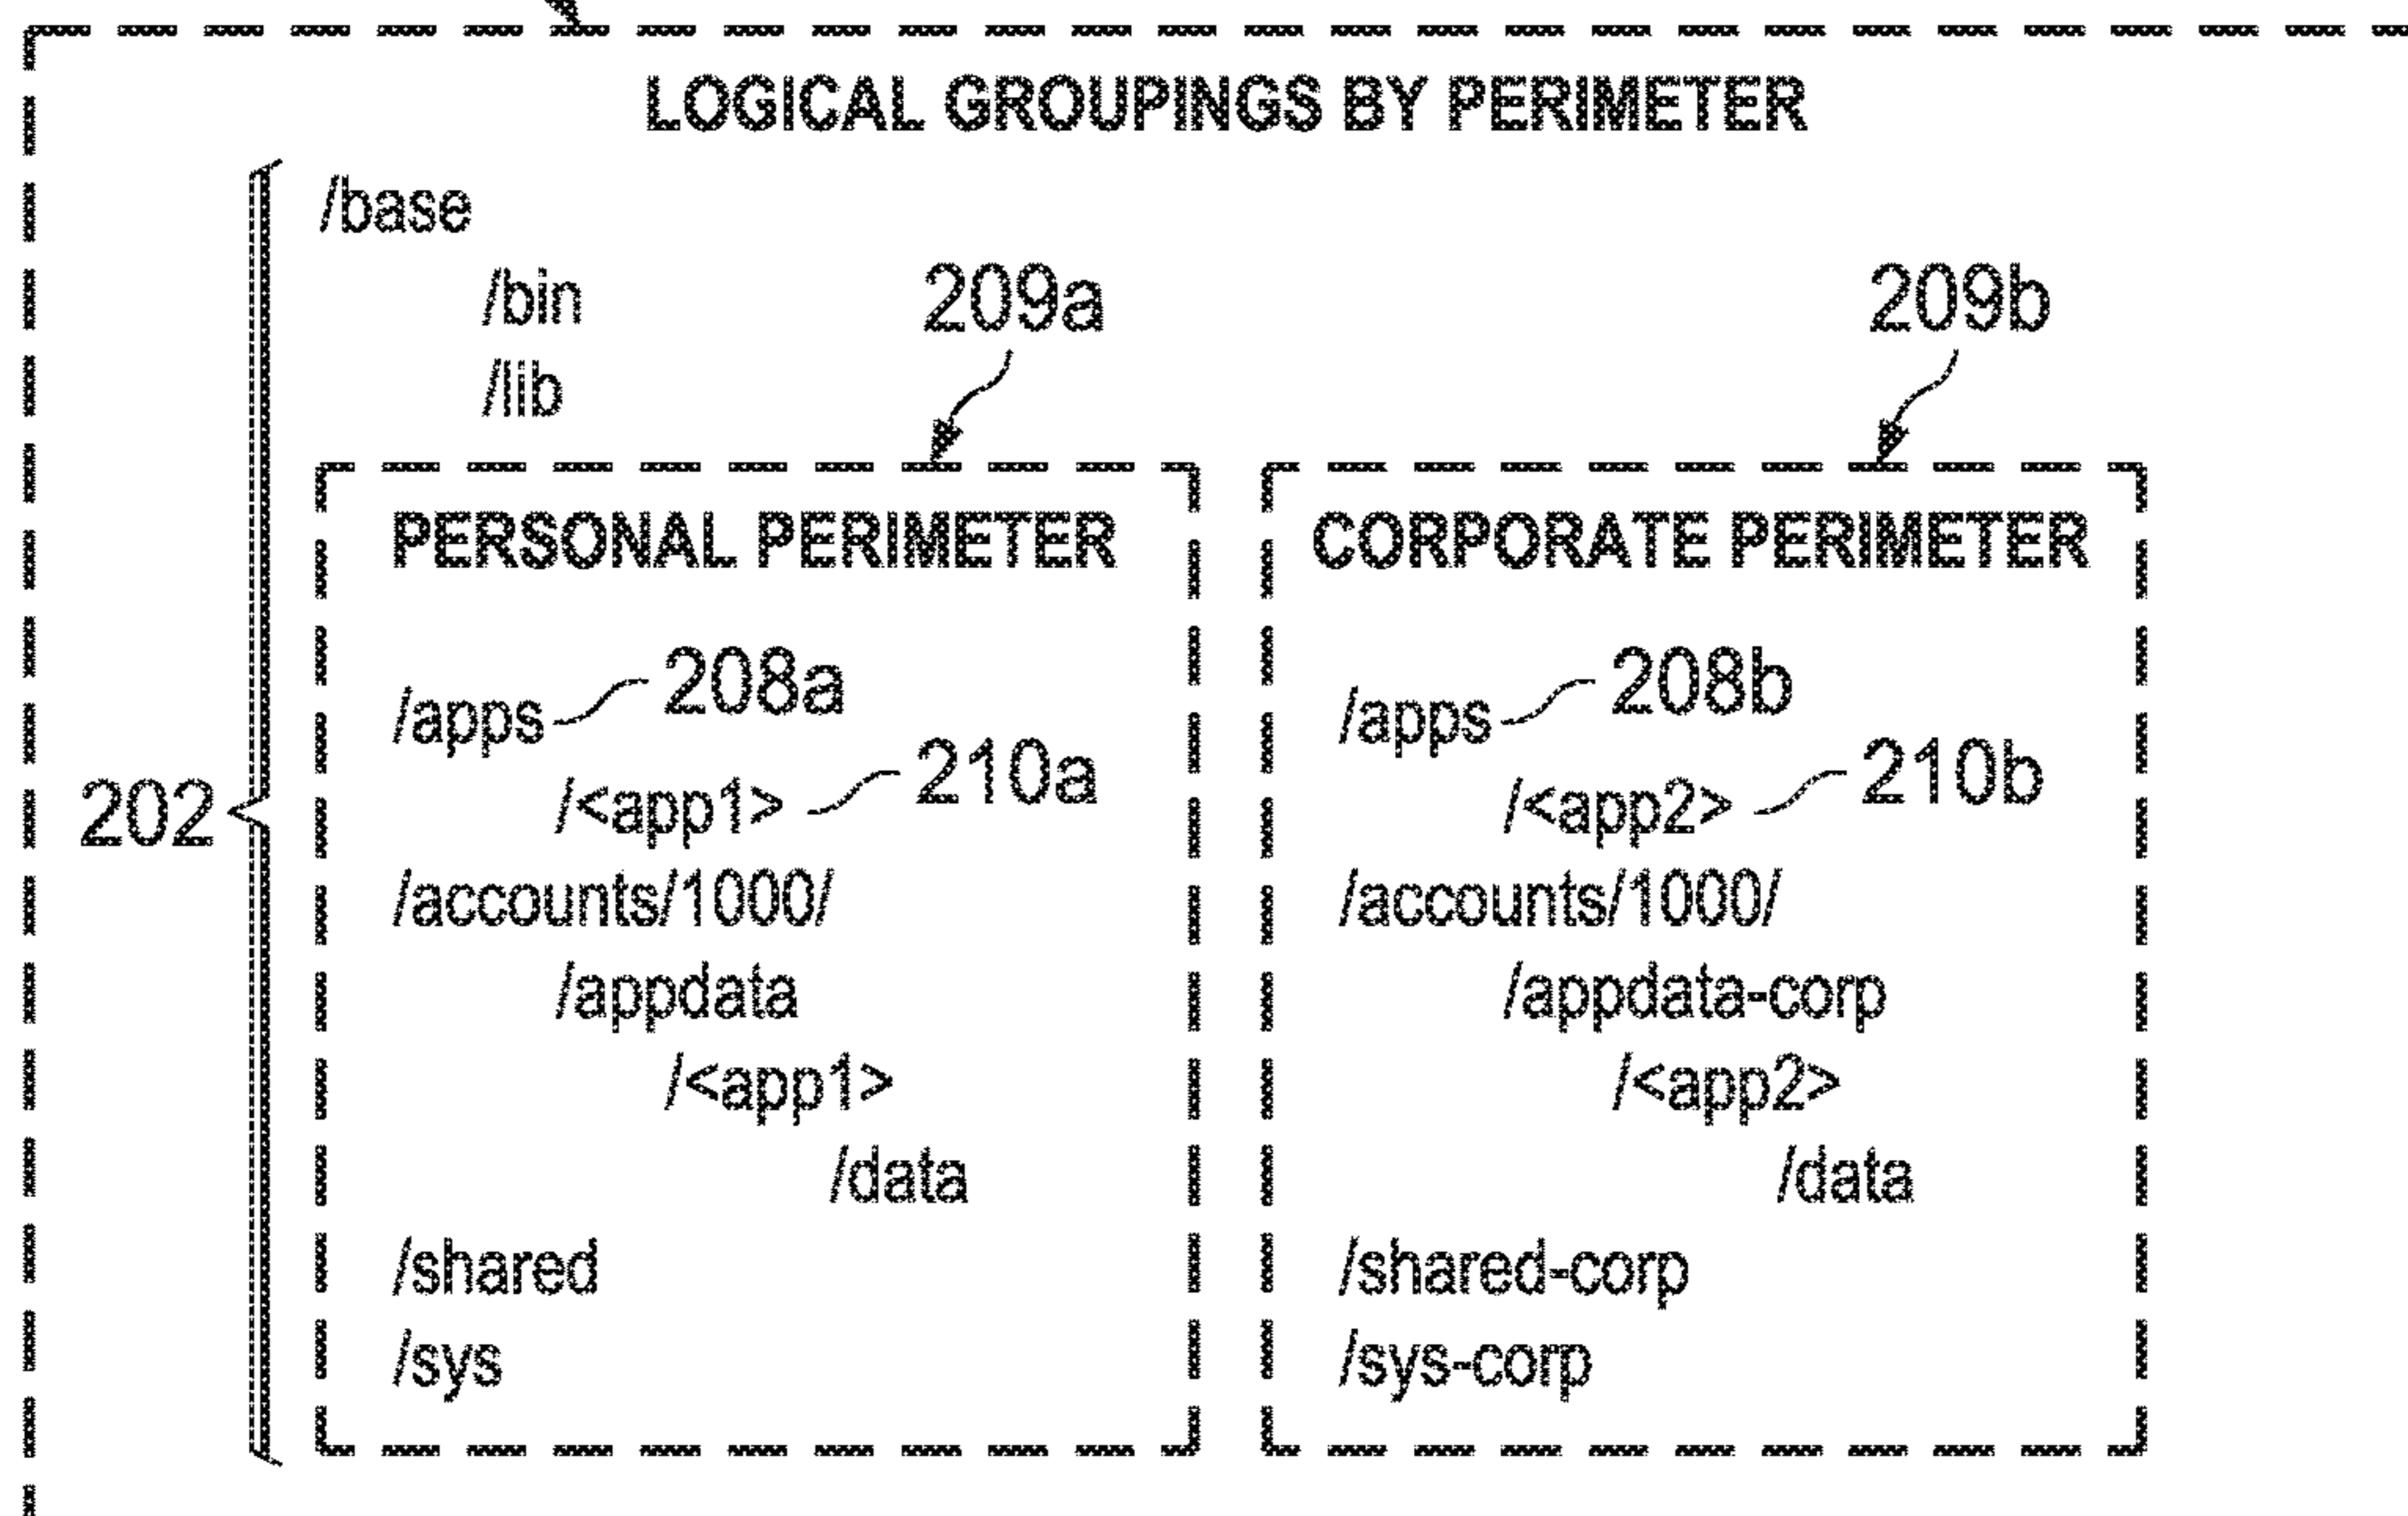 LOGICAL GROUPINGS BY PERIMETER
/base
/bin
/lib
209a
209b
202
PERSONAL PERIMETER
/apps 208a
/<app1> 210a
/accounts/1000/
/appdata
/<app1>
/data
/shared
/sys
CORPORATE PERIMETER
/apps 208b
/<app2> 210b
/accounts/1000/
/appdata-corp
/<app2>
/data
/shared-corp
/sys-corp